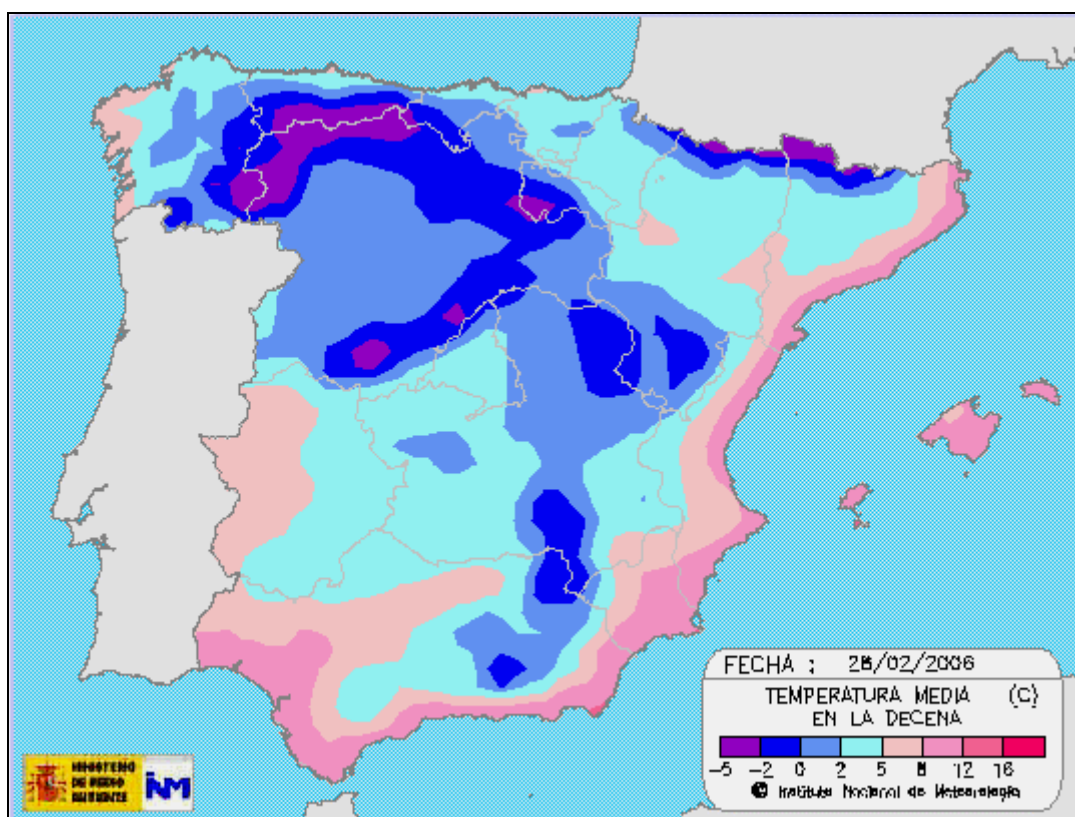 FECHA : 28/02/2006
TEMPERATURA MEDIA (C)
EN LA DECENA
-5 -2 0 2 5 8 12 16
© Instituto Nacional de Meteorología
MINISTERIO
DE MEDIO
AMBIENTE
INM